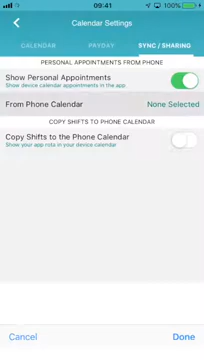 09:41
100%
Calendar Settings
CALENDAR PAYDAY SYNC / SHARING
PERSONAL APPOINTMENTS FROM PHONE
Show Personal Appointments
Show device calendar appointments in the app
From Phone Calendar None Selected
COPY SHIFTS TO PHONE CALENDAR
Copy Shifts to the Phone Calendar
Show your app rota in your device calendar
Cancel Done